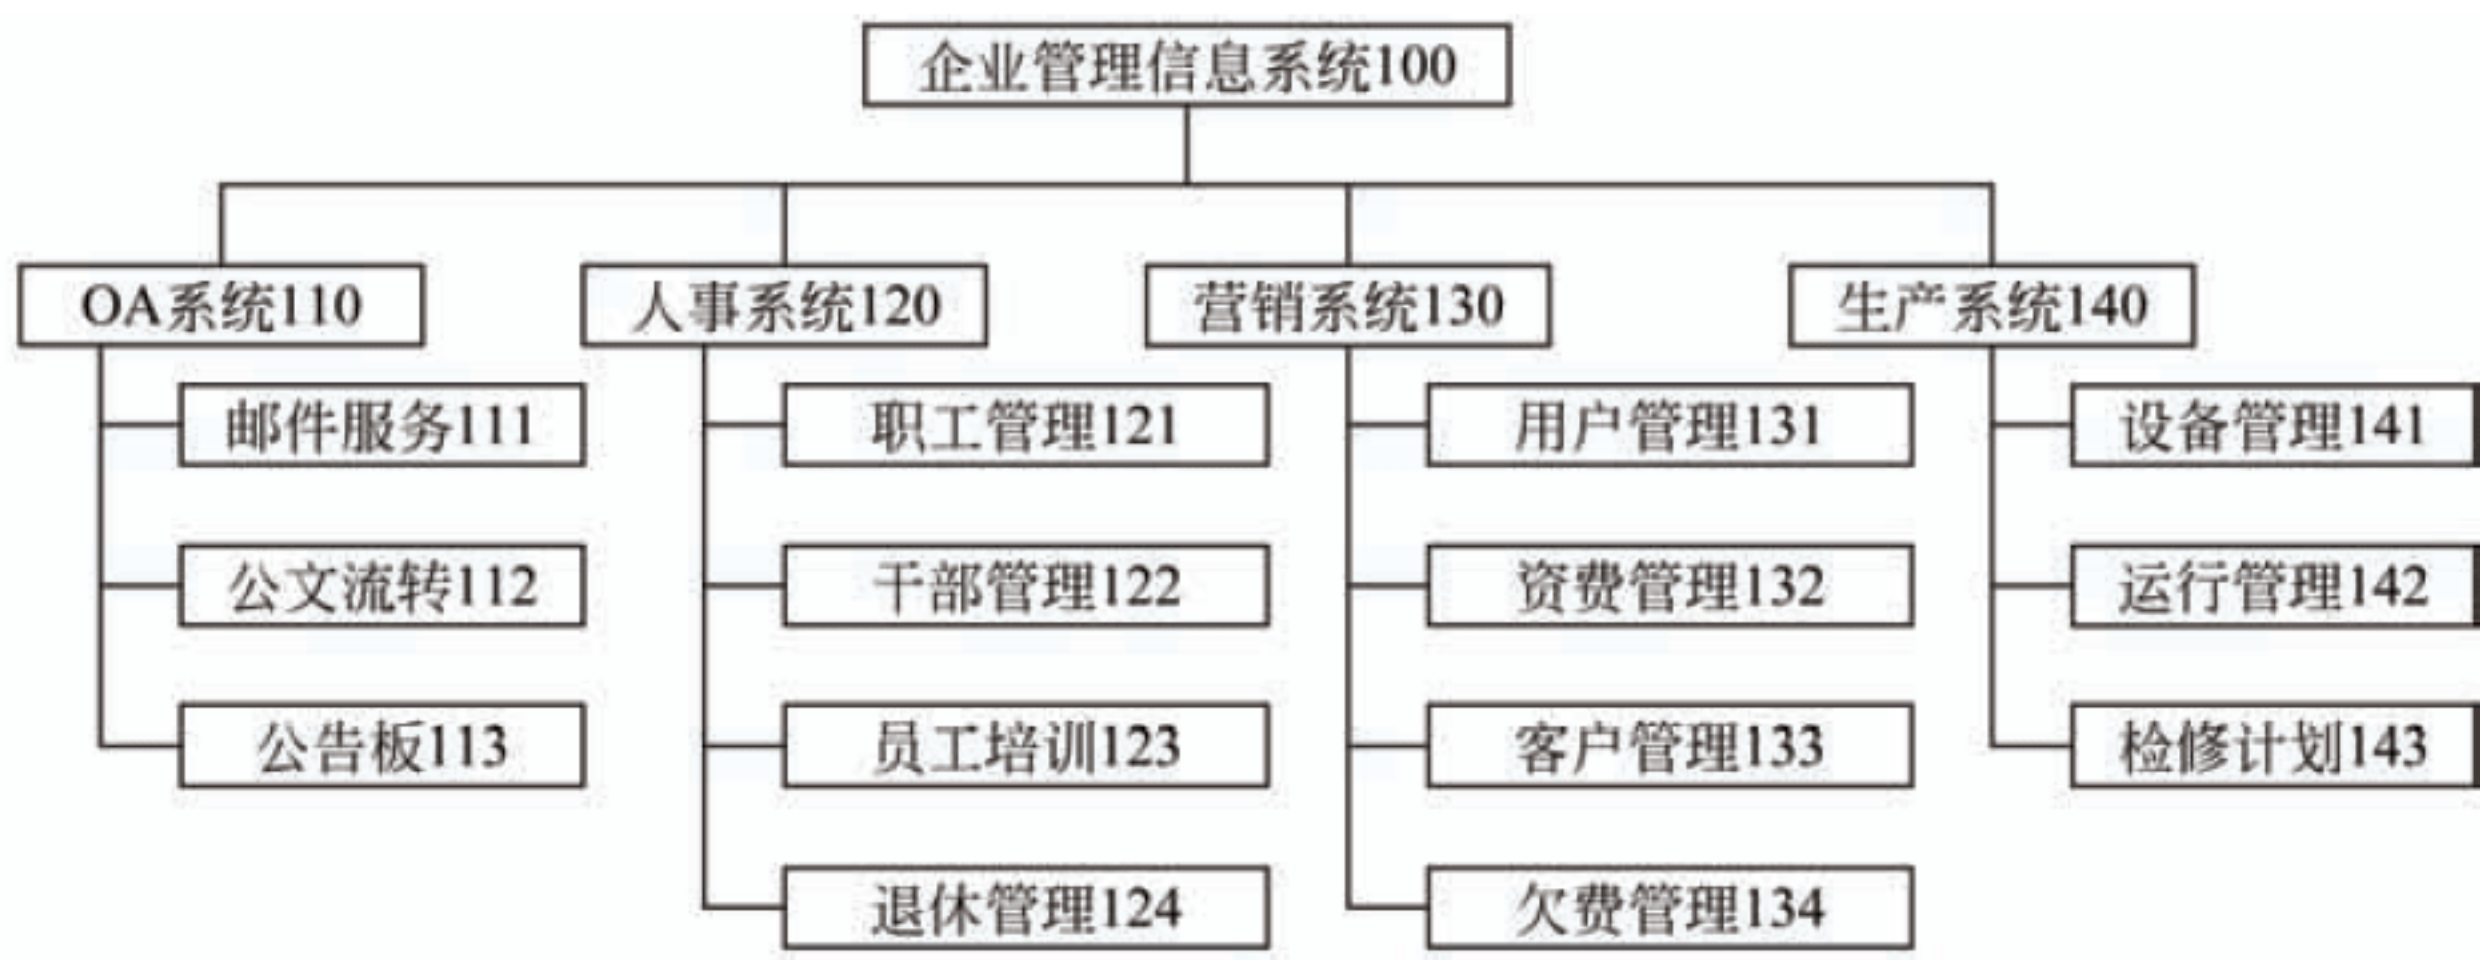 企业管理信息系统100
OA系统110
人事系统120
营销系统130
生产系统140
邮件服务111
职工管理121
用户管理131
设备管理141
公文流转112
干部管理122
资费管理132
运行管理142
公告板113
员工培训123
客户管理133
检修计划143
退休管理124
欠费管理134